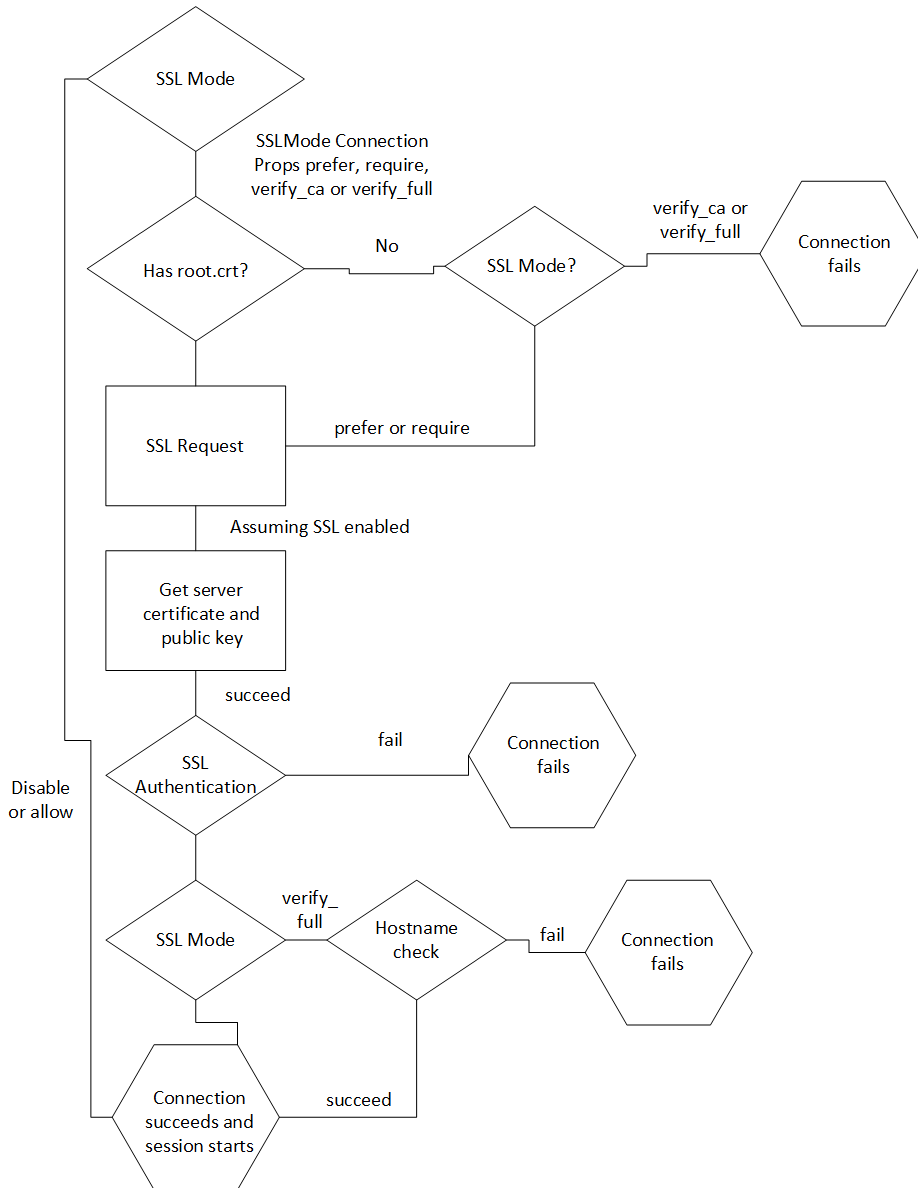 SSL Mode
SSLMode Connection
Props prefer, require,
verify_ca or verify_full
Has root.crt?
No
SSL Mode?
verify_ca or
verify_full
Connection
fails
SSL Request
prefer or require
Assuming SSL enabled
Get server
certificate and
public key
succeed
SSL
Authentication
fail
Connection
fails
Disable
or allow
SSL Mode
verify_
full
Hostname
check
fail
Connection
fails
Connection
succeeds and
session starts
succeed